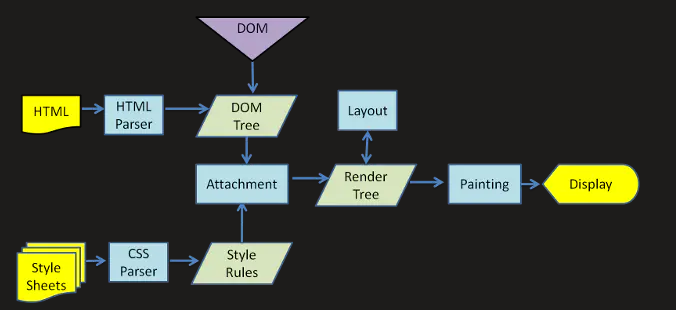 DOM
HTML
HTML
Parser
DOM
Tree
Layout
Attachment
Render
Tree
Painting
Display
Style
Sheets
CSS
Parser
Style
Rules